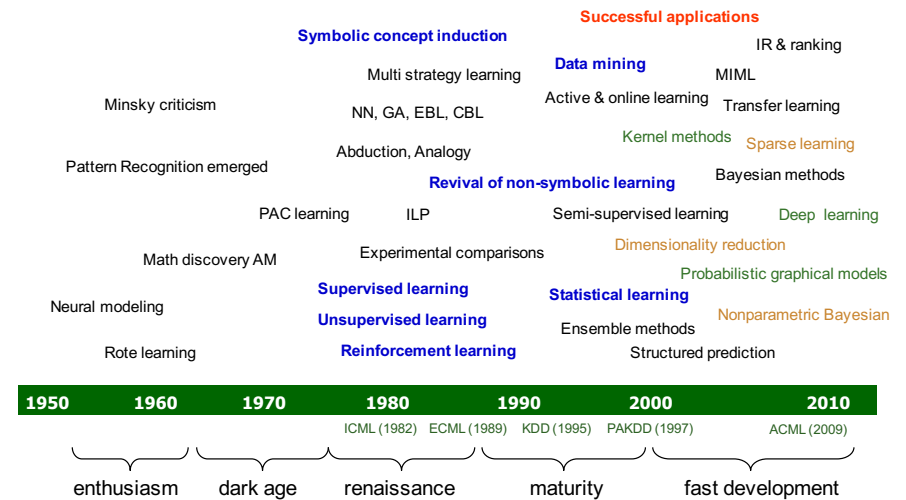 Successful applications
Symbolic concept induction
IR & ranking
Data mining
Multi strategy learning
MIML
Minsky criticism
Active & online learning
Transfer learning
NN, GA, EBL, CBL
Kernel methods
Sparse learning
Abduction, Analogy
Pattern Recognition emerged
Bayesian methods
Revival of non-symbolic learning
PAC learning
ILP
Semi-supervised learning
Deep learning
Dimensionality reduction
Experimental comparisons
Math discovery AM
Probabilistic graphical models
Supervised learning
Statistical learning
Neural modeling
Nonparametric Bayesian
Unsupervised learning
Ensemble methods
Rote learning
Reinforcement learning
Structured prediction
1950 1960 1970 1980 1990 2000 2010
ICML (1982) ECML (1989) KDD (1995) PAKDD (1997) ACML (2009)
enthusiasm dark age renaissance maturity fast development